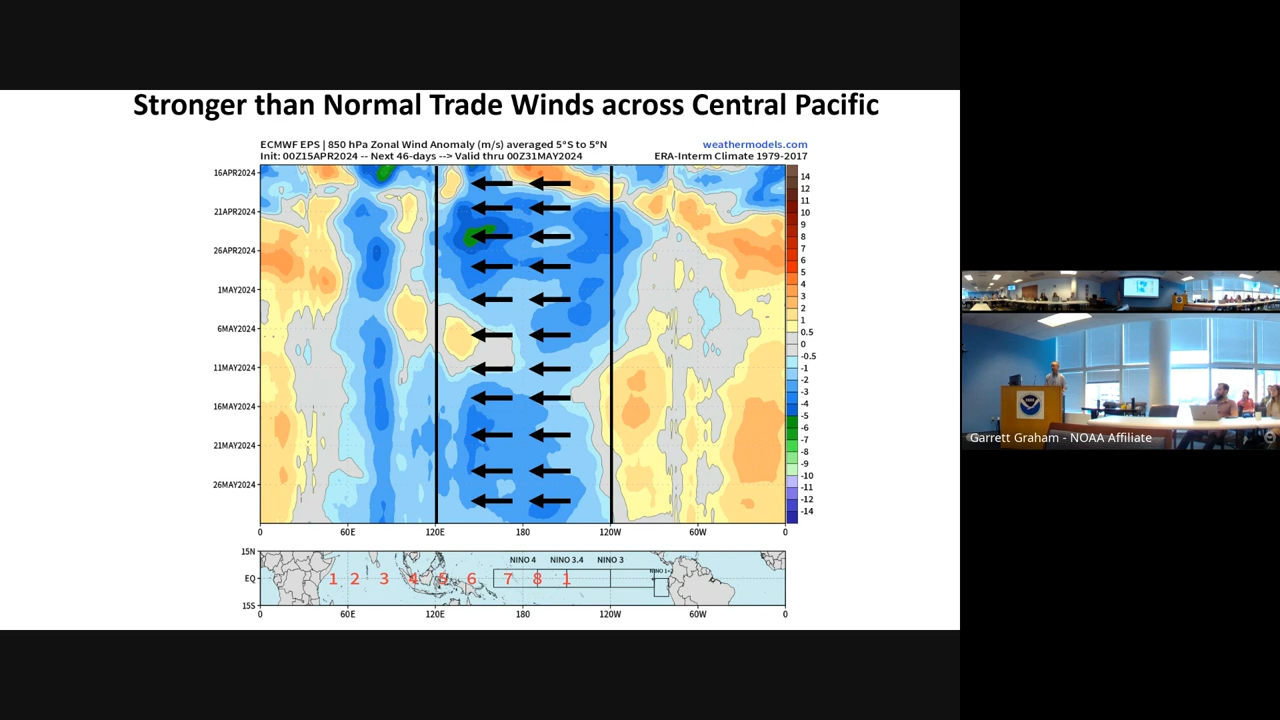 Stronger than Normal Trade Winds across Central Pacific
ECMWF EPS | 850 hPa Zonal Wind Anomaly (m/s) averaged 5°S to 5°N
weathermodels.com
Init: 00Z15APR2024 -- Next 46-days --> Valid thru 00Z31MAY2024
ERA-Interm Climate 1979-2017
16APR2024
21APR2024
26APR2024
1MAY2024
6MAY2024
11MAY2024
16MAY2024
21MAY2024
26MAY2024
0 60E 120E 180 120W 60W 0
14
12
11
10
9
8
7
6
5
4
3
2
1
0.5
0
-0.5
-1
-2
-3
-4
-5
-6
-7
-8
-9
-10
-11
-12
-14
15N
EQ
15S
NINO 4 NINO 3.4 NINO 3
NINO 1+2
1 2 3 4 5 6 7 8 1
0 60E 120E 180 120W 60W 0
Garrett Graham - NOAA Affiliate